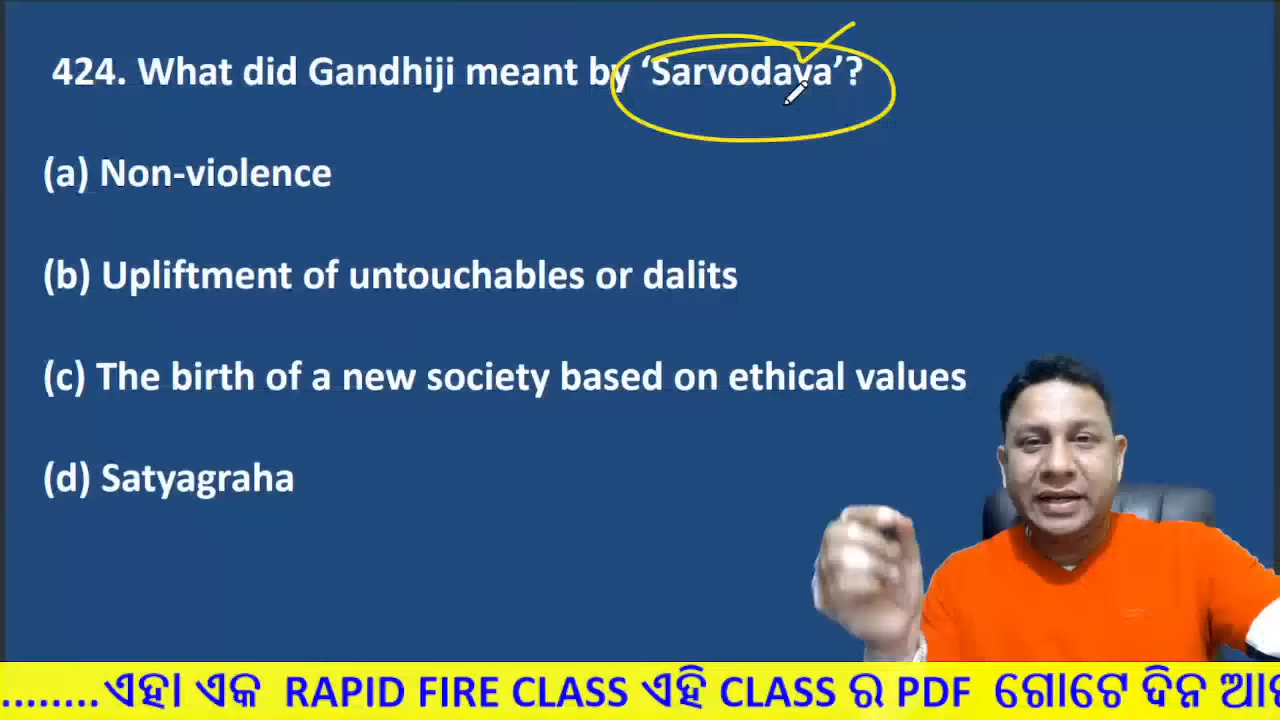 424. What did Gandhiji meant by ‘Sarvodaya’?
(a) Non-violence
(b) Upliftment of untouchables or dalits
(c) The birth of a new society based on ethical values
(d) Satyagraha
........ଏହା ଏକ RAPID FIRE CLASS ଏହି CLASS ର PDF ଗୋଟେ ଦିନ